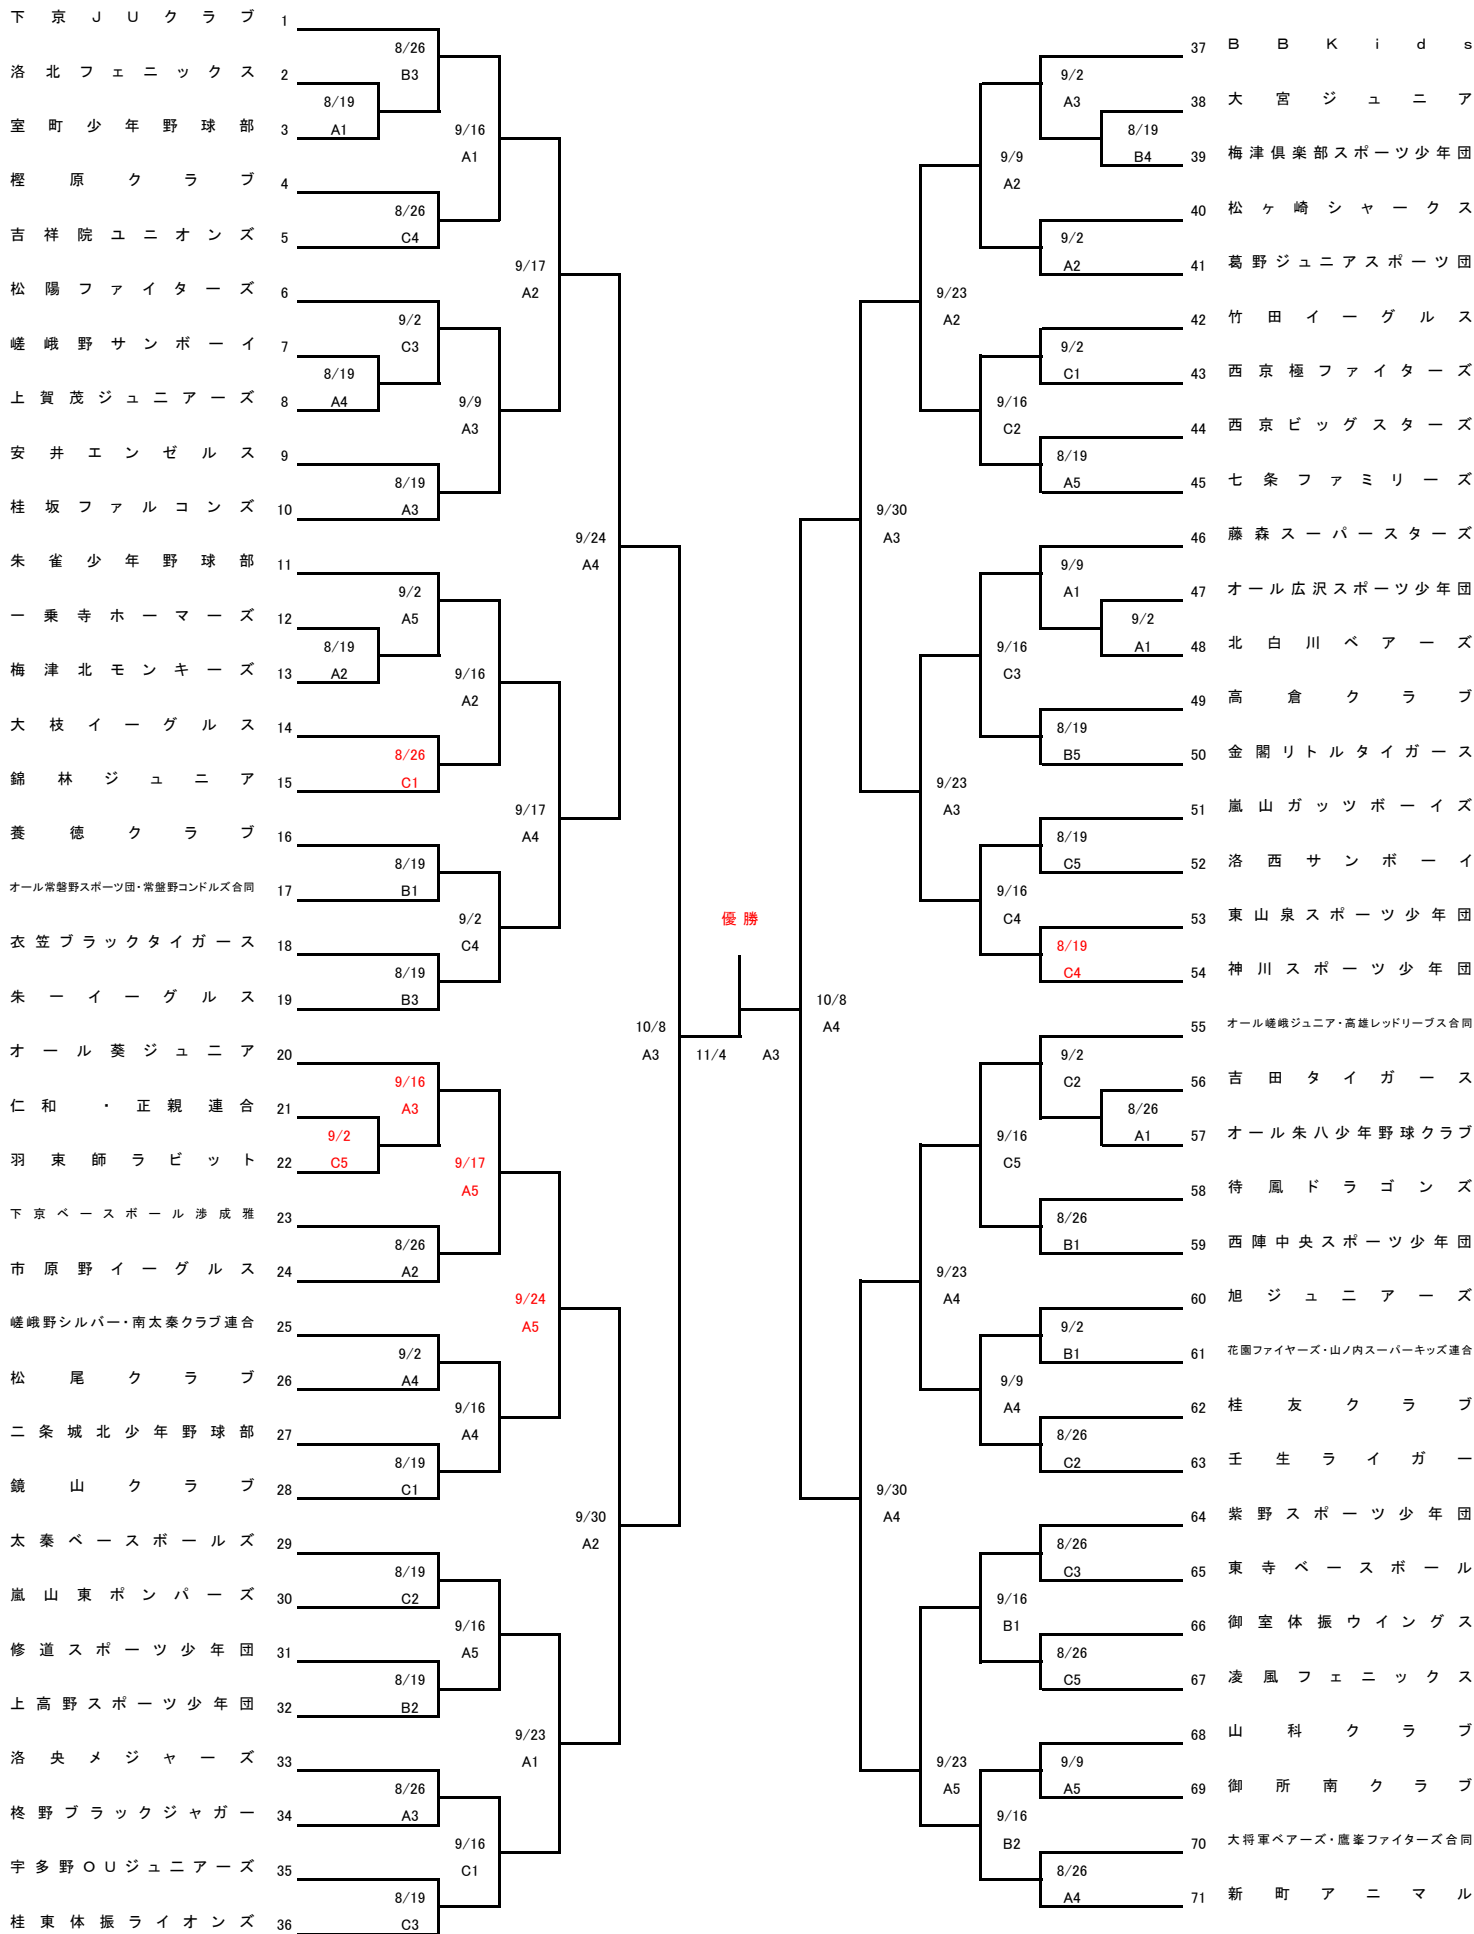 下京JUクラブ 1
8/26
洛北フェニックス 2 B3
8/19
室町少年野球部 3 A1 9/16
A1
樫原クラブ 4
8/26
吉祥院ユニオンズ 5 C4
9/17
松陽ファイターズ 6 A2
9/2
嵯峨野サンボーイ 7 C3
8/19
上賀茂ジュニアーズ 8 A4 9/9
A3
安井エンゼルス 9
8/19
桂坂ファルコンズ 10 A3
9/24
朱雀少年野球部 11 A4
9/2
一乗寺ホーマーズ 12 A5
8/19
梅津北モンキーズ 13 A2 9/16
A2
大枝イーグルス 14
8/26
錦林ジュニア 15 C1
9/17
養徳クラブ 16 A4
8/19
オール常磐野スポーツ団・常盤野コンドルズ合同 17 B1
9/2
衣笠ブラックタイガース 18 C4
8/19
朱一イーグルス 19 B3
10/8
オール葵ジュニア 20 A3
9/16
仁和・正親連合 21 A3
9/2
羽束師ラビット 22 C5 9/17
A5
下京ベースボール渉成雅 23
8/26
市原野イーグルス 24 A2
9/24
嵯峨野シルバー・南太秦クラブ連合 25 A5
9/2
松尾クラブ 26 A4
9/16
二条城北少年野球部 27 A4
8/19
鏡山クラブ 28 C1
9/30
太秦ベースボールズ 29 A2
8/19
嵐山東ポンパーズ 30 C2
9/16
修道スポーツ少年団 31 A5
8/19
上高野スポーツ少年団 32 B2
9/23
洛央メジャーズ 33 A1
8/26
柊野ブラックジャガー 34 A3
9/16
宇多野OUジュニアーズ 35 C1
8/19
桂東体振ライオンズ 36 C3
優勝
11/4 A3
37 BBKids
9/2
A3 38 大宮ジュニア
8/19
9/9 B4 39 梅津倶楽部スポーツ少年団
A2
40 松ヶ崎シャークス
9/2
A2 41 葛野ジュニアスポーツ団
9/23
A2 42 竹田イーグルス
9/2
C1 43 西京極ファイターズ
9/16
C2 44 西京ビッグスターズ
8/19
A5 45 七条ファミリーズ
9/30
A3 46 藤森スーパースターズ
9/9
A1 47 オール広沢スポーツ少年団
9/2
9/16 A1 48 北白川ベアーズ
C3
49 高倉クラブ
8/19
B5 50 金閣リトルタイガース
9/23
A3 51 嵐山ガッツボーイズ
8/19
C5 52 洛西サンボーイ
9/16
C4 53 東山泉スポーツ少年団
8/19
C4 54 神川スポーツ少年団
10/8
A4 55 オール嵯峨ジュニア・高雄レッドリーブス合同
9/2
C2 56 吉田タイガース
8/26
9/16 A1 57 オール朱八少年野球クラブ
C5
58 待鳳ドラゴンズ
8/26
B1 59 西陣中央スポーツ少年団
9/23
A4 60 旭ジュニアーズ
9/2
B1 61 花園ファイヤーズ・山ノ内スーパーキッズ連合
9/9
A4 62 桂友クラブ
8/26
C2 63 壬生ライガー
9/30
A4 64 紫野スポーツ少年団
8/26
C3 65 東寺ベースボール
9/16
B1 66 御室体振ウイングス
8/26
C5 67 凌風フェニックス
9/23
A5 68 山科クラブ
9/9
A5 69 御所南クラブ
9/16
B2 70 大将軍ベアーズ・鷹峯ファイターズ合同
8/26
A4 71 新町アニマル